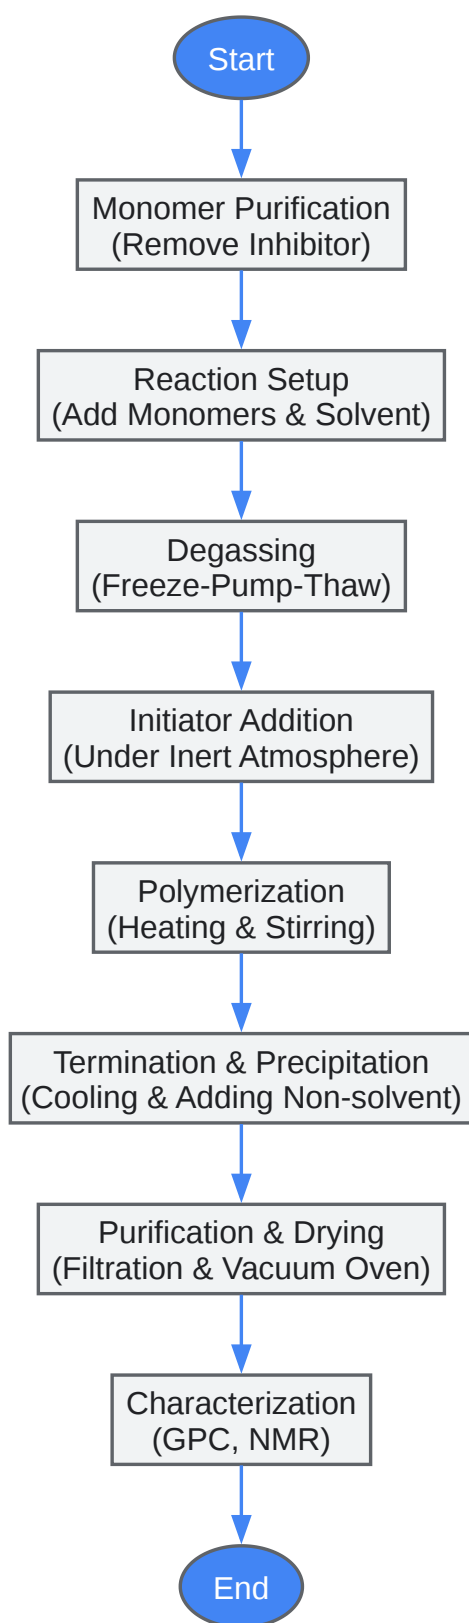 Start
Monomer Purification
(Remove Inhibitor)
Reaction Setup
(Add Monomers & Solvent)
Degassing
(Freeze-Pump-Thaw)
Initiator Addition
(Under Inert Atmosphere)
Polymerization
(Heating & Stirring)
Termination & Precipitation
(Cooling & Adding Non-solvent)
Purification & Drying
(Filtration & Vacuum Oven)
Characterization
(GPC, NMR)
End